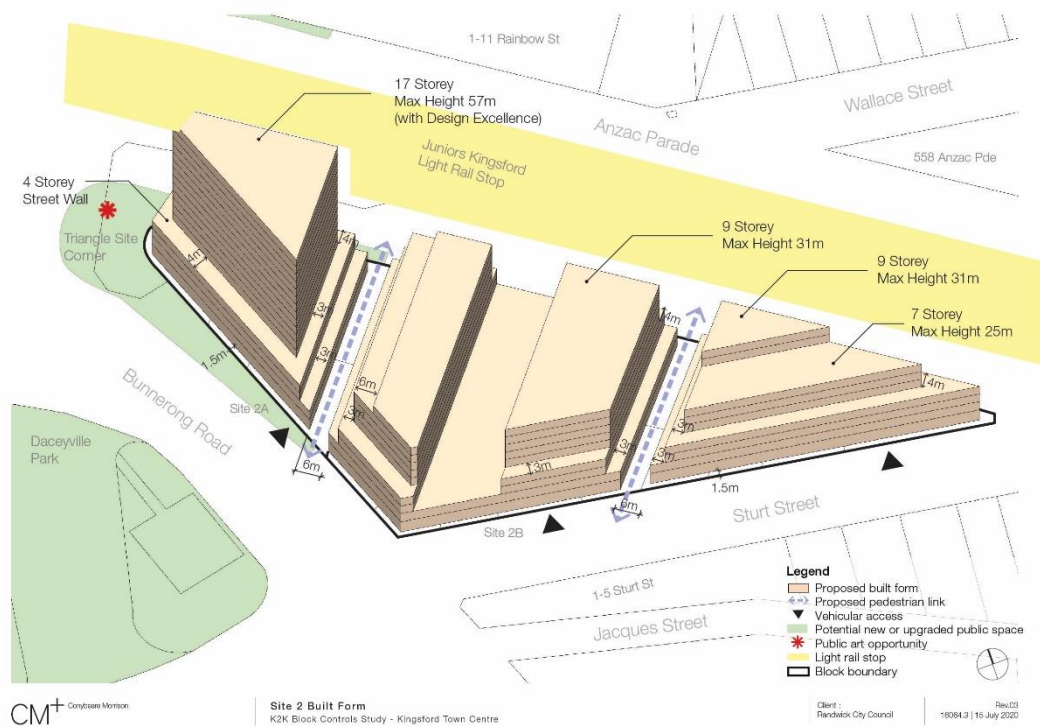 1-11 Rainbow St
17 Storey
Max Height 57m
(with Design Excellence)
Wallace Street
Anzac Parade
Juniors Kingsford
Light Rail Stop
558 Anzac Pde
4 Storey
Street Wall
Triangle Site
Corner
9 Storey
Max Height 31m
9 Storey
Max Height 31m
7 Storey
Max Height 25m
4m
4m
3m
3m
1.5m
6m
3m
4m
4m
3m
3m
3m
3m
Bunnerong Road
Site 2A
6m
Daceyville
Park
1.5m
6m
Site 2B
Sturt Street
1-5 Sturt St
Jacques Street
Legend
Proposed built form
Proposed pedestrian link
Vehicular access
Potential new or upgraded public space
Public art opportunity
Light rail stop
Block boundary
CM+ Conybeare Morrison
Site 2 Built Form
K2K Block Controls Study - Kingsford Town Centre
Client :
Randwick City Council
Rev.03
16064.3 | 15 July 2020